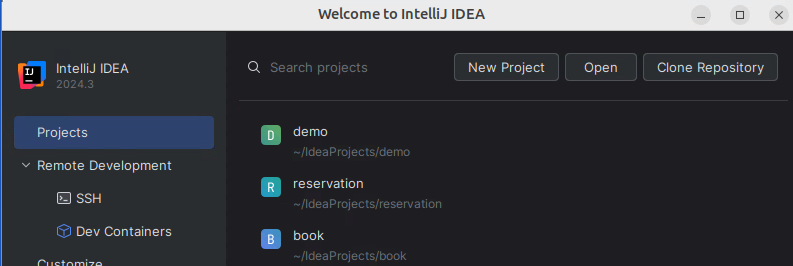 Welcome to IntelliJ IDEA
IJ
IntelliJ IDEA
2024.3
Projects
Remote Development
SSH
Dev Containers
Customize
Search projects
New Project
Open
Clone Repository
D
demo
~/IdeaProjects/demo
R
reservation
~/IdeaProjects/reservation
B
book
~/IdeaProjects/book